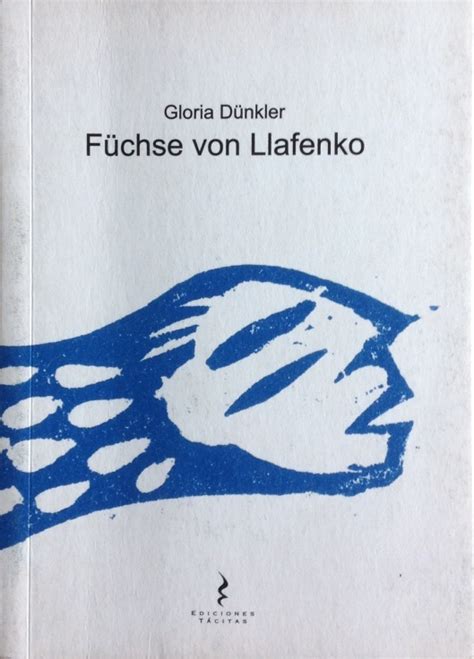 Gloria Dünkler
Füchse von Llafenko
EDICIONES
TÁCITAS